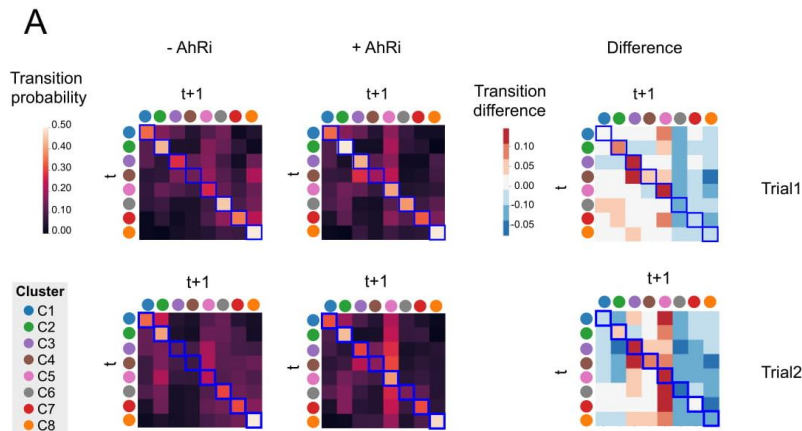 A
- AhRi
+ AhRi
Difference
Transition
probability
t+1
t+1
Transition
difference
t+1
0.50
0.40
0.30
0.20
0.10
0.00
t
t
0.10
0.05
0.00
-0.05
t
Trial1
t+1
t+1
t+1
Cluster
C1
C2
C3
C4
C5
C6
C7
C8
t
t
t
Trial2